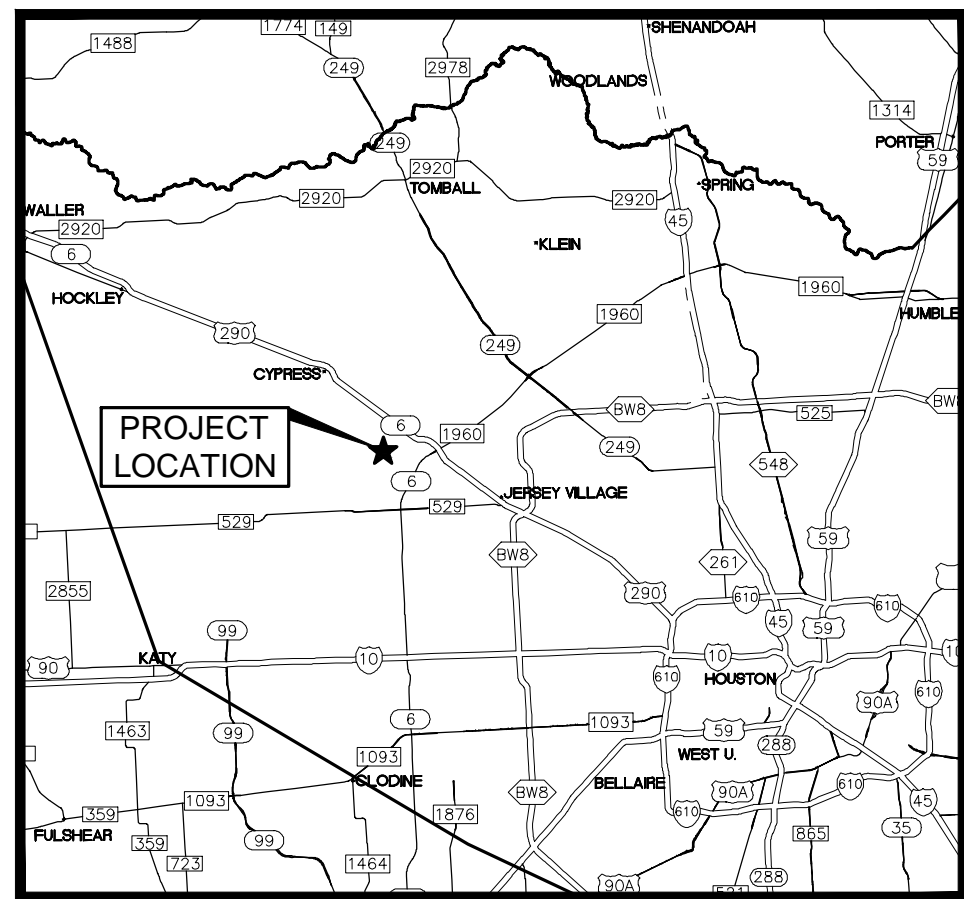 1774
149
SHENANDOAH
1488
249
2978
WOODLANDS
1314
PORTER
249
59
2920
TOMBALL
SPRING
2920
2920
WALLER
2920
45
6
KLEIN
HOCKLEY
1960
HUMBLE
1960
290
249
CYPRESS
BW8
BW8
525
PROJECT
LOCATION
6
1960
249
548
6
JERSEY VILLAGE
529
529
59
BW8
261
2855
290
610
610
45
59
99
KATY
90
10
10
10
610
HOUSTON
610
90A
6
1093
59
1463
99
WEST U.
288
1093
CLODINE
BELLAIRE
610
90A
BW8
1093
359
1876
610
45
FULSHEAR
359
99
865
35
723
1464
288
90A